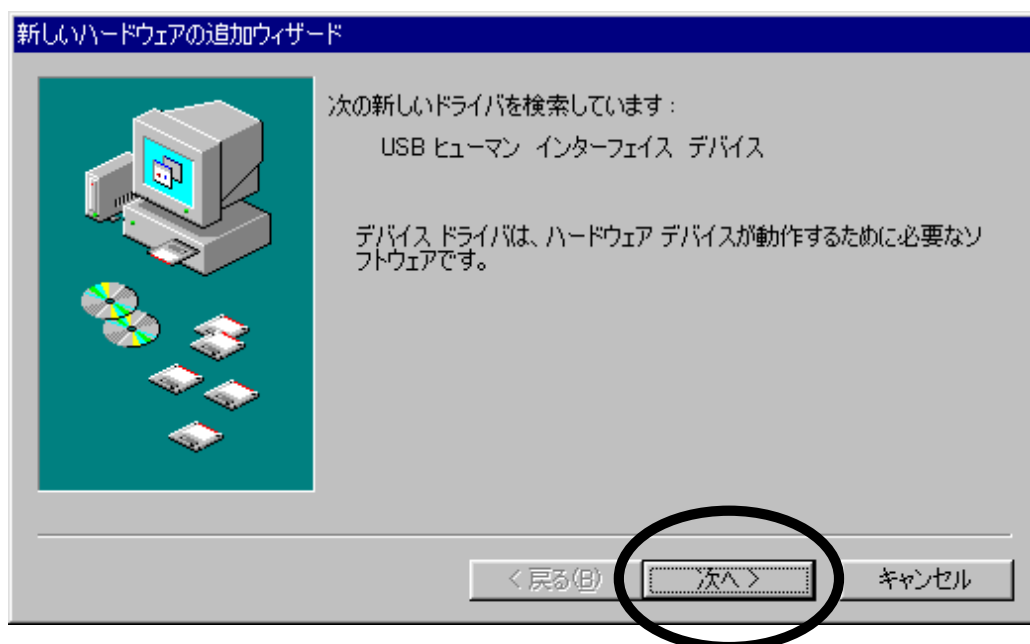 新しいハードウェアの追加ウィザード
次の新しいドライバを検索しています:
USB ヒューマン インターフェイス デバイス
デバイス ドライバは、ハードウェア デバイスが動作するために必要なソ
フトウェアです。
< 戻る(B)
次へ >
キャンセル